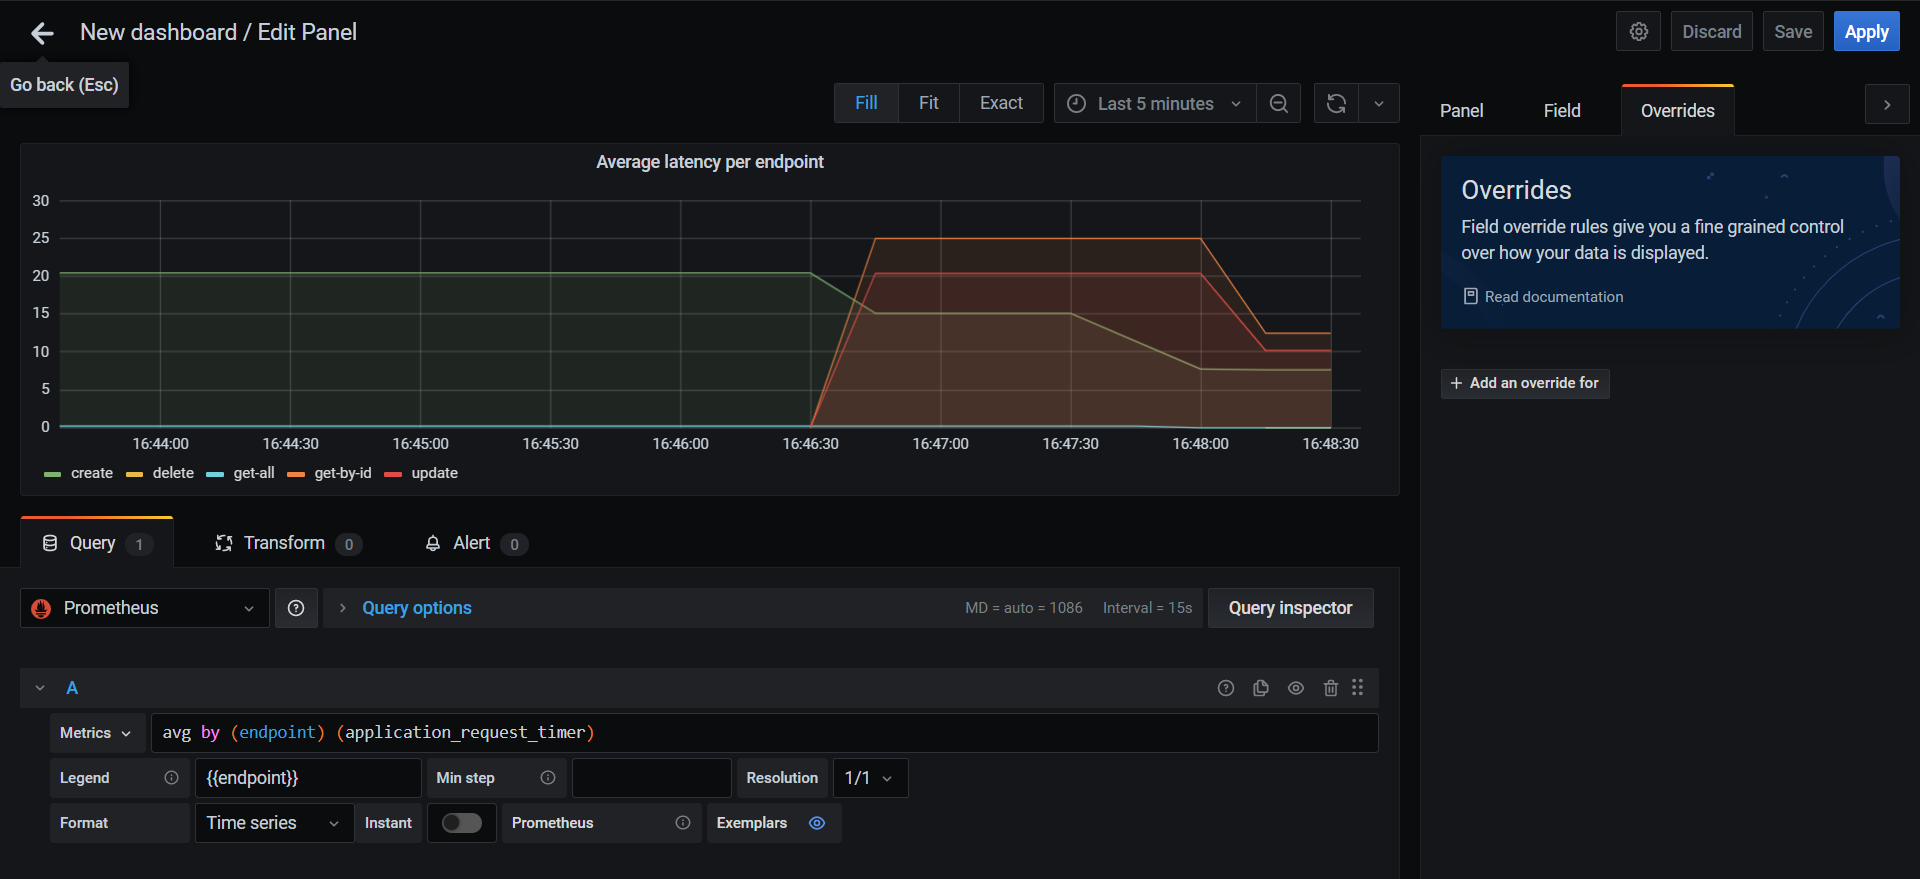 New dashboard / Edit Panel
Discard
Save
Apply
Go back (Esc)
Fill
Fit
Exact
Last 5 minutes
Panel
Field
Overrides
Average latency per endpoint
30
25
20
15
10
5
0
16:44:00
16:44:30
16:45:00
16:45:30
16:46:00
16:46:30
16:47:00
16:47:30
16:48:00
16:48:30
create
delete
get-all
get-by-id
update
Overrides
Field override rules give you a fine grained control
over how your data is displayed.
Read documentation
+ Add an override for
Query 1
Transform 0
Alert 0
Prometheus
Query options
MD = auto = 1086
Interval = 15s
Query inspector
A
Metrics
avg by (endpoint) (application_request_timer)
Legend
{{endpoint}}
Min step
Resolution
1/1
Format
Time series
Instant
Prometheus
Exemplars